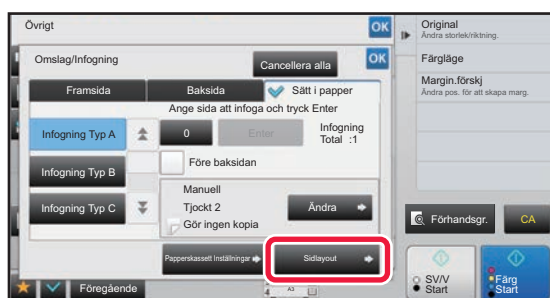 Övrigt
OK
Omslag/Infogning
Cancellera alla
OK
Framsida
Baksida
Sätt i papper
Ange sida att infoga och tryck Enter
Infogning Typ A
0
Enter
Infogning
Total :1
Före baksidan
Infogning Typ B
Infogning Typ C
Manuell
Tjockt 2
Gör ingen kopia
Ändra
Papperskassett Inställningar
Sidlayout
Föregående
4
A3
Original
Ändra storlek/riktning.
Färgläge
Margin.förskj
Ändra pos. för att skapa marg.
Förhandsgr.
CA
SV/V
Start
Färg
Start